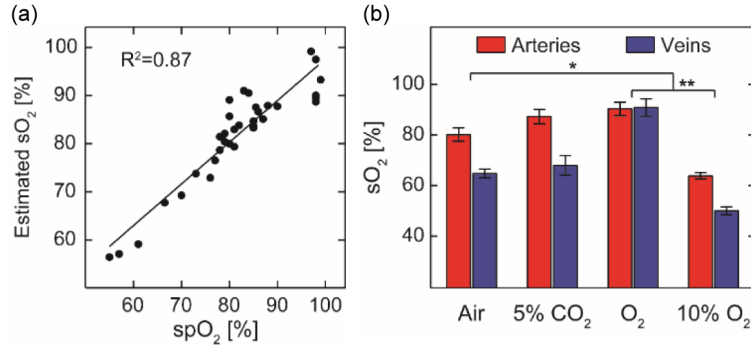 (a)
R²=0.87
Estimated sO₂ [%]
100
90
80
70
60
60 70 80 90 100
spO₂ [%]
(b)
Arteries Veins
*
**
sO₂ [%]
100
80
60
40
Air 5% CO₂ O₂ 10% O₂